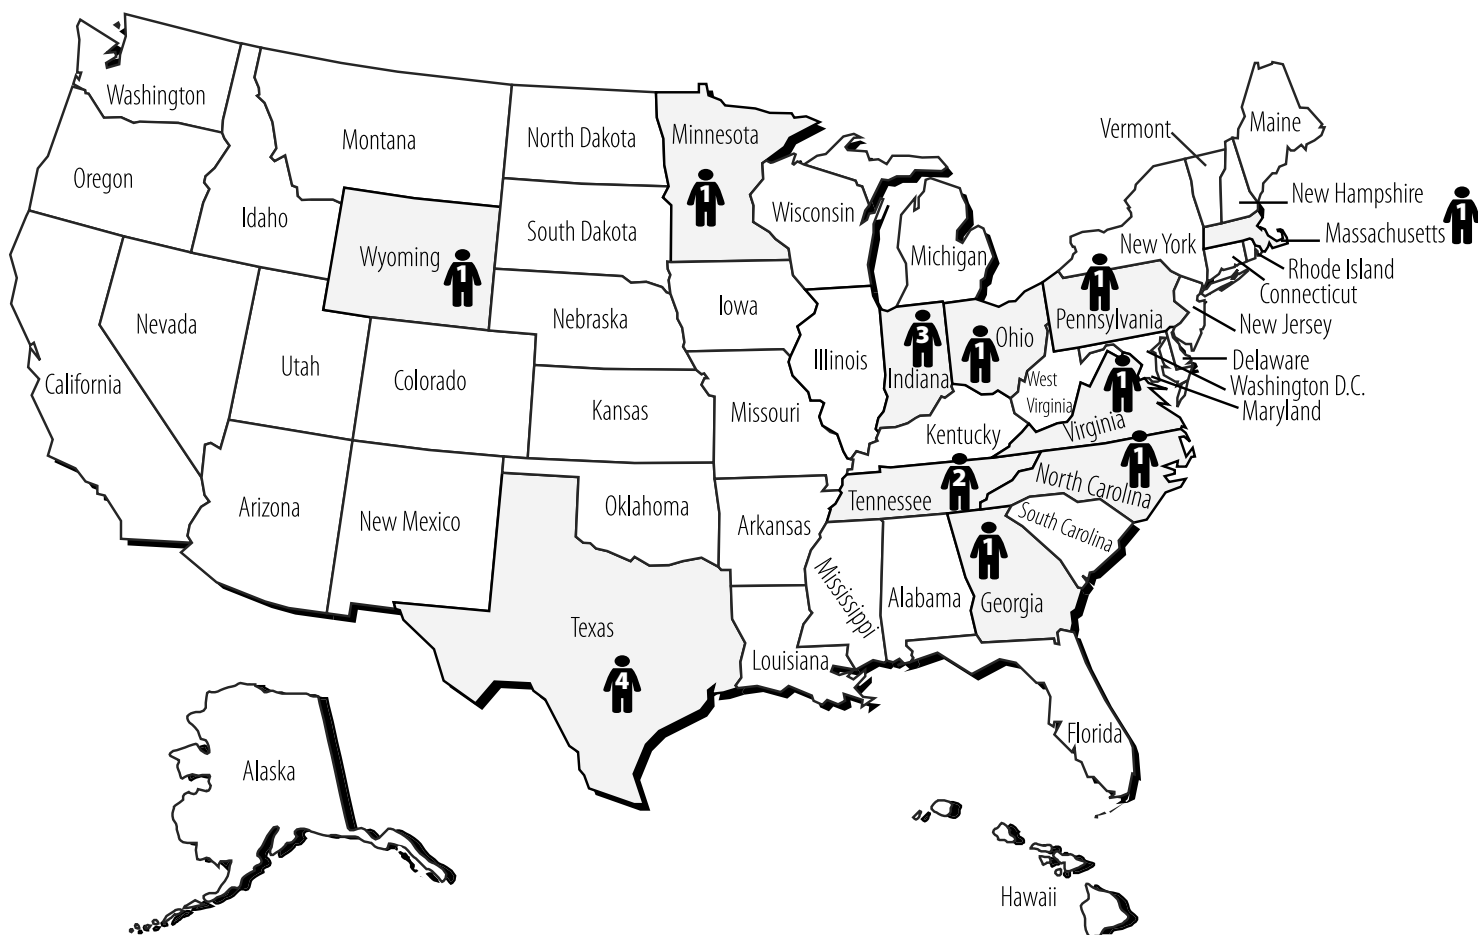 Washington
Montana
North Dakota
Minnesota
1
Vermont
Maine
Oregon
Idaho
Wyoming
1
South Dakota
Wisconsin
Michigan
New York
New Hampshire
Massachusetts
1
Rhode Island
Connecticut
New Jersey
Nevada
Utah
Colorado
Nebraska
Iowa
Illinois
3
Indiana
1
Ohio
1
Pennsylvania
Delaware
Washington D.C.
Maryland
California
Kansas
Missouri
Kentucky
West
Virginia
1
Virginia
Arizona
New Mexico
Oklahoma
Arkansas
Tennessee
2
1
North Carolina
South Carolina
Texas
4
Louisiana
Mississippi
Alabama
1
Georgia
Florida
Alaska
Hawaii